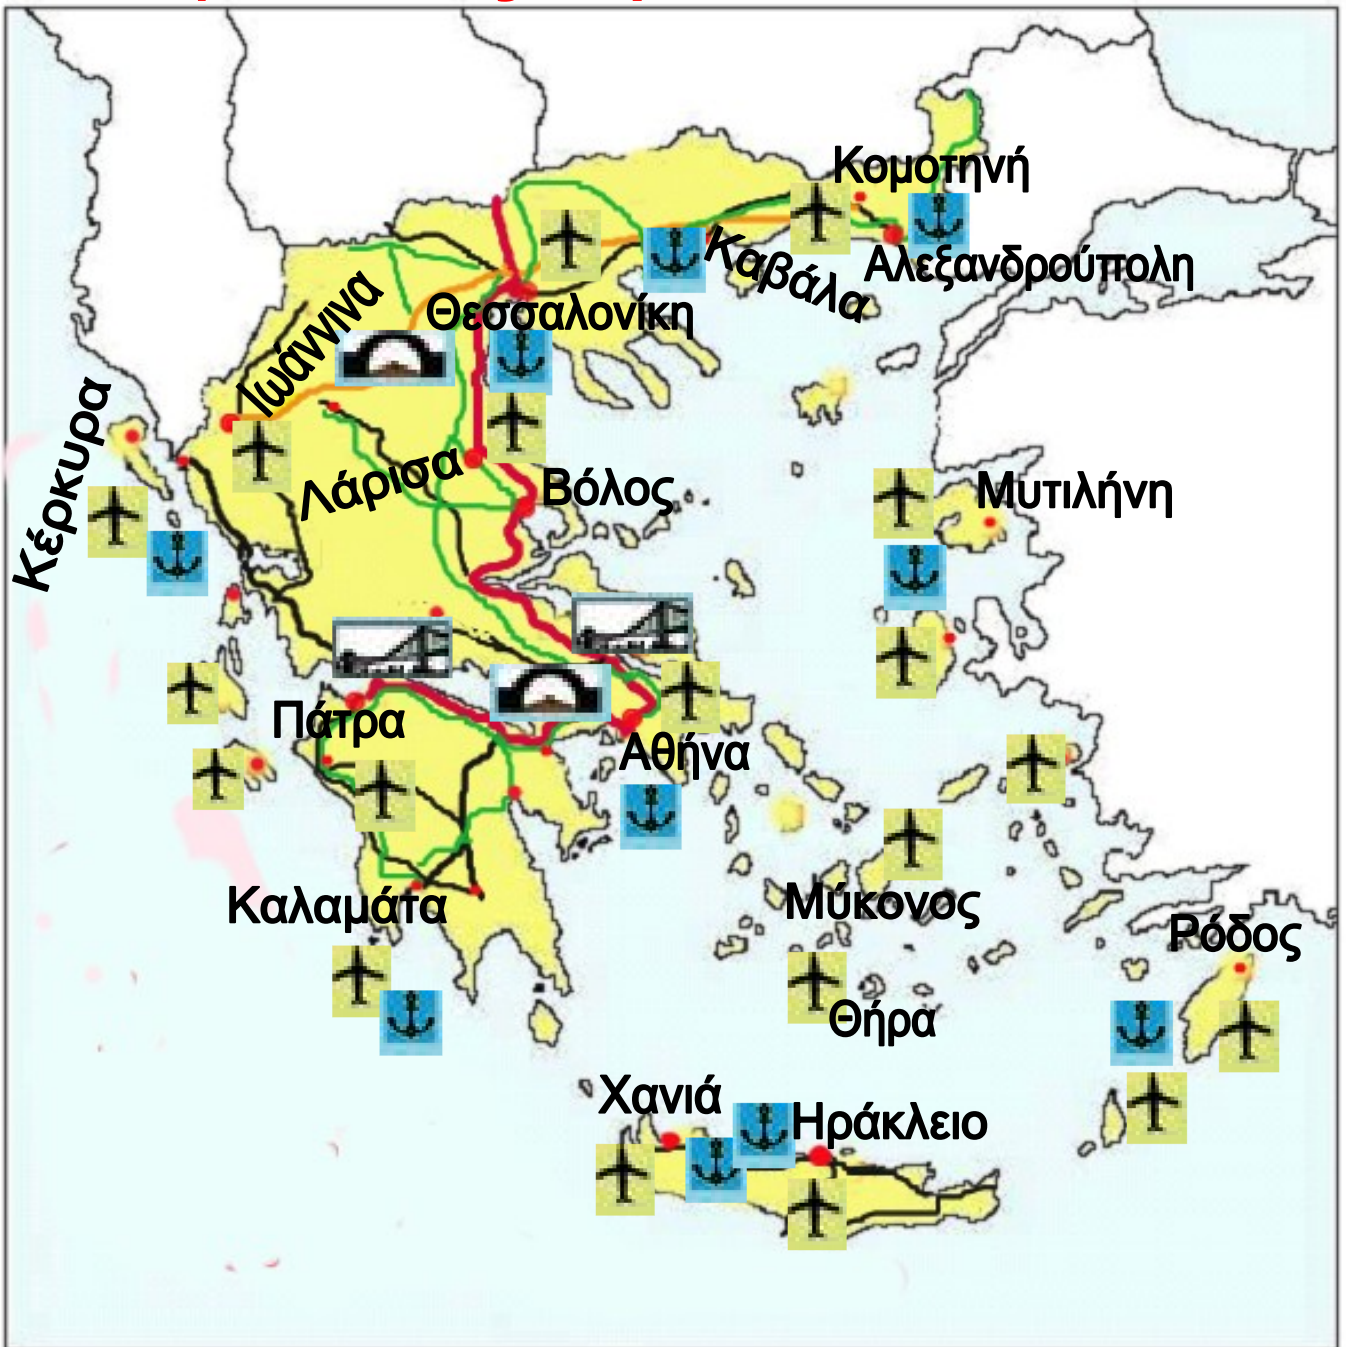 Κομοτηνή
Καβάλα
Αλεξανδρούπολη
Θεσσαλονίκη
Ιωάννινα
Κέρκυρα
Λάρισα
Βόλος
Μυτιλήνη
Πάτρα
Αθήνα
Καλαμάτα
Μύκονος
Ρόδος
Θήρα
Χανιά
Ηράκλειο